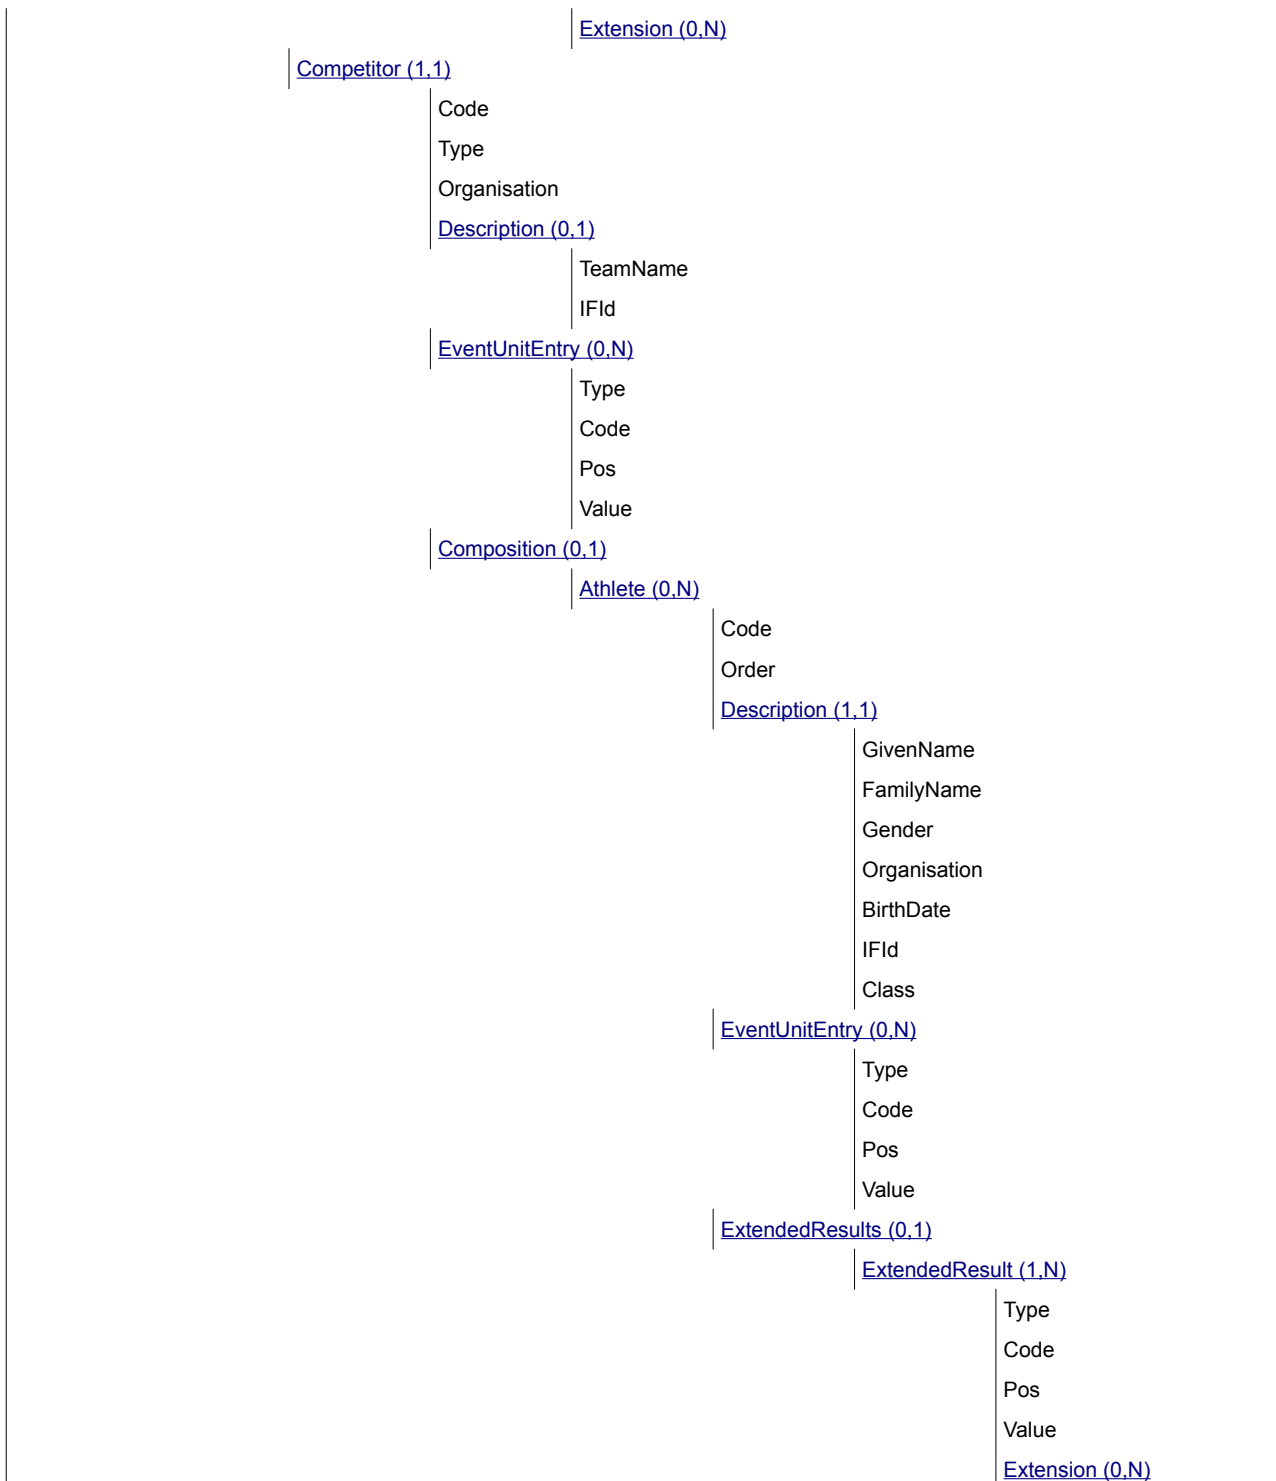 Extension (0,N)
Competitor (1,1)
Code
Type
Organisation
Description (0,1)
TeamName
IFId
EventUnitEntry (0,N)
Type
Code
Pos
Value
Composition (0,1)
Athlete (0,N)
Code
Order
Description (1,1)
GivenName
FamilyName
Gender
Organisation
BirthDate
IFId
Class
EventUnitEntry (0,N)
Type
Code
Pos
Value
ExtendedResults (0,1)
ExtendedResult (1,N)
Type
Code
Pos
Value
Extension (0,N)